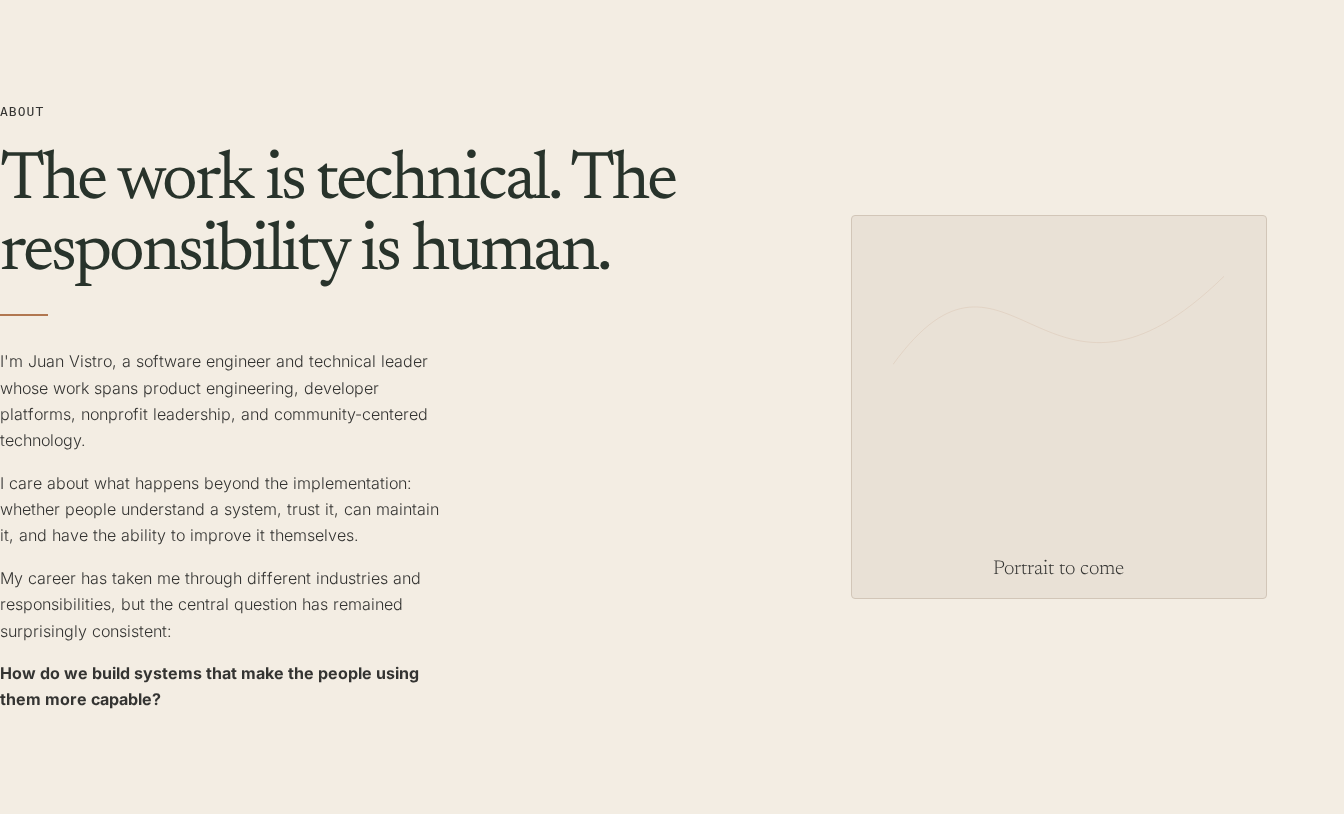 ABOUT
The work is technical. The
responsibility is human.
I'm Juan Vistro, a software engineer and technical leader
whose work spans product engineering, developer
platforms, nonprofit leadership, and community-centered
technology.
I care about what happens beyond the implementation:
whether people understand a system, trust it, can maintain
it, and have the ability to improve it themselves.
My career has taken me through different industries and
responsibilities, but the central question has remained
surprisingly consistent:
How do we build systems that make the people using
them more capable?
Portrait to come